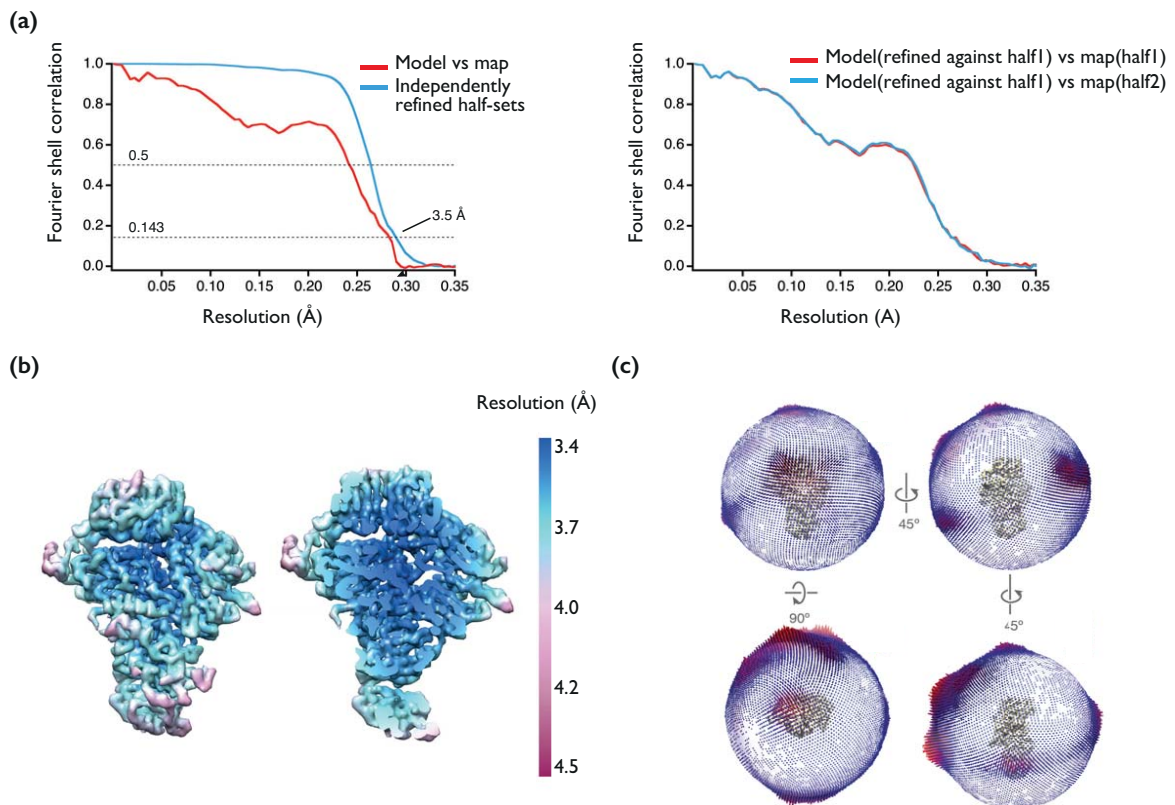 (a)
Model vs map
Independently
refined half-sets
Fourier shell correlation
1.0
0.8
0.6
0.4
0.2
0.0
0.5
0.143
3.5 Å
0.05
0.10
0.15
0.20
0.25
0.30
0.35
Resolution (Å)
Model(refined against half1) vs map(half1)
Model(refined against half1) vs map(half2)
Fourier shell correlation
1.0
0.8
0.6
0.4
0.2
0.0
0.05
0.10
0.15
0.20
0.25
0.30
0.35
Resolution (A)
(b)
Resolution (Å)
3.4
3.7
4.0
4.2
4.5
(c)
45º
90º
45º